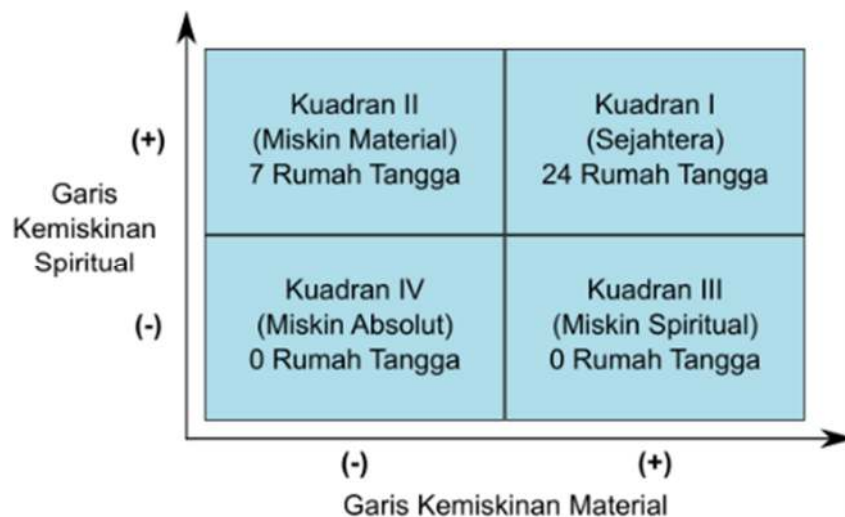 Kuadran II
(Miskin Material)
7 Rumah Tangga
Kuadran I
(Sejahtera)
24 Rumah Tangga
(+)
Garis
Kemiskinan
Spiritual
(-)
Kuadran IV
(Miskin Absolut)
0 Rumah Tangga
Kuadran III
(Miskin Spiritual)
0 Rumah Tangga
(-)
(+)
Garis Kemiskinan Material